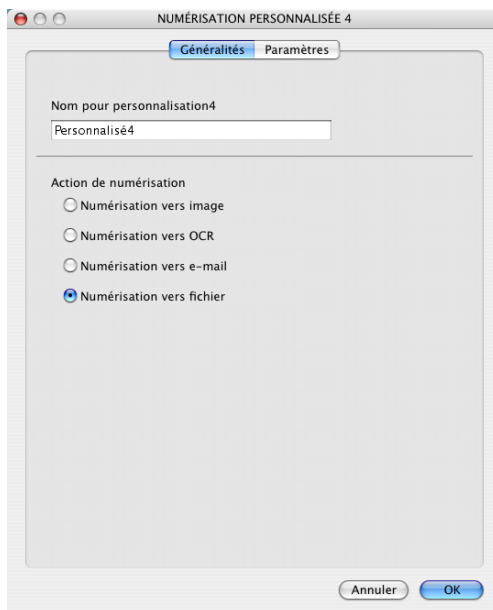 NUMÉRISATION PERSONNALISÉE 4
Généralités Paramètres
Nom pour personnalisation4
Personnalisé4
Action de numérisation
Numérisation vers image
Numérisation vers OCR
Numérisation vers e-mail
Numérisation vers fichier
Annuler OK